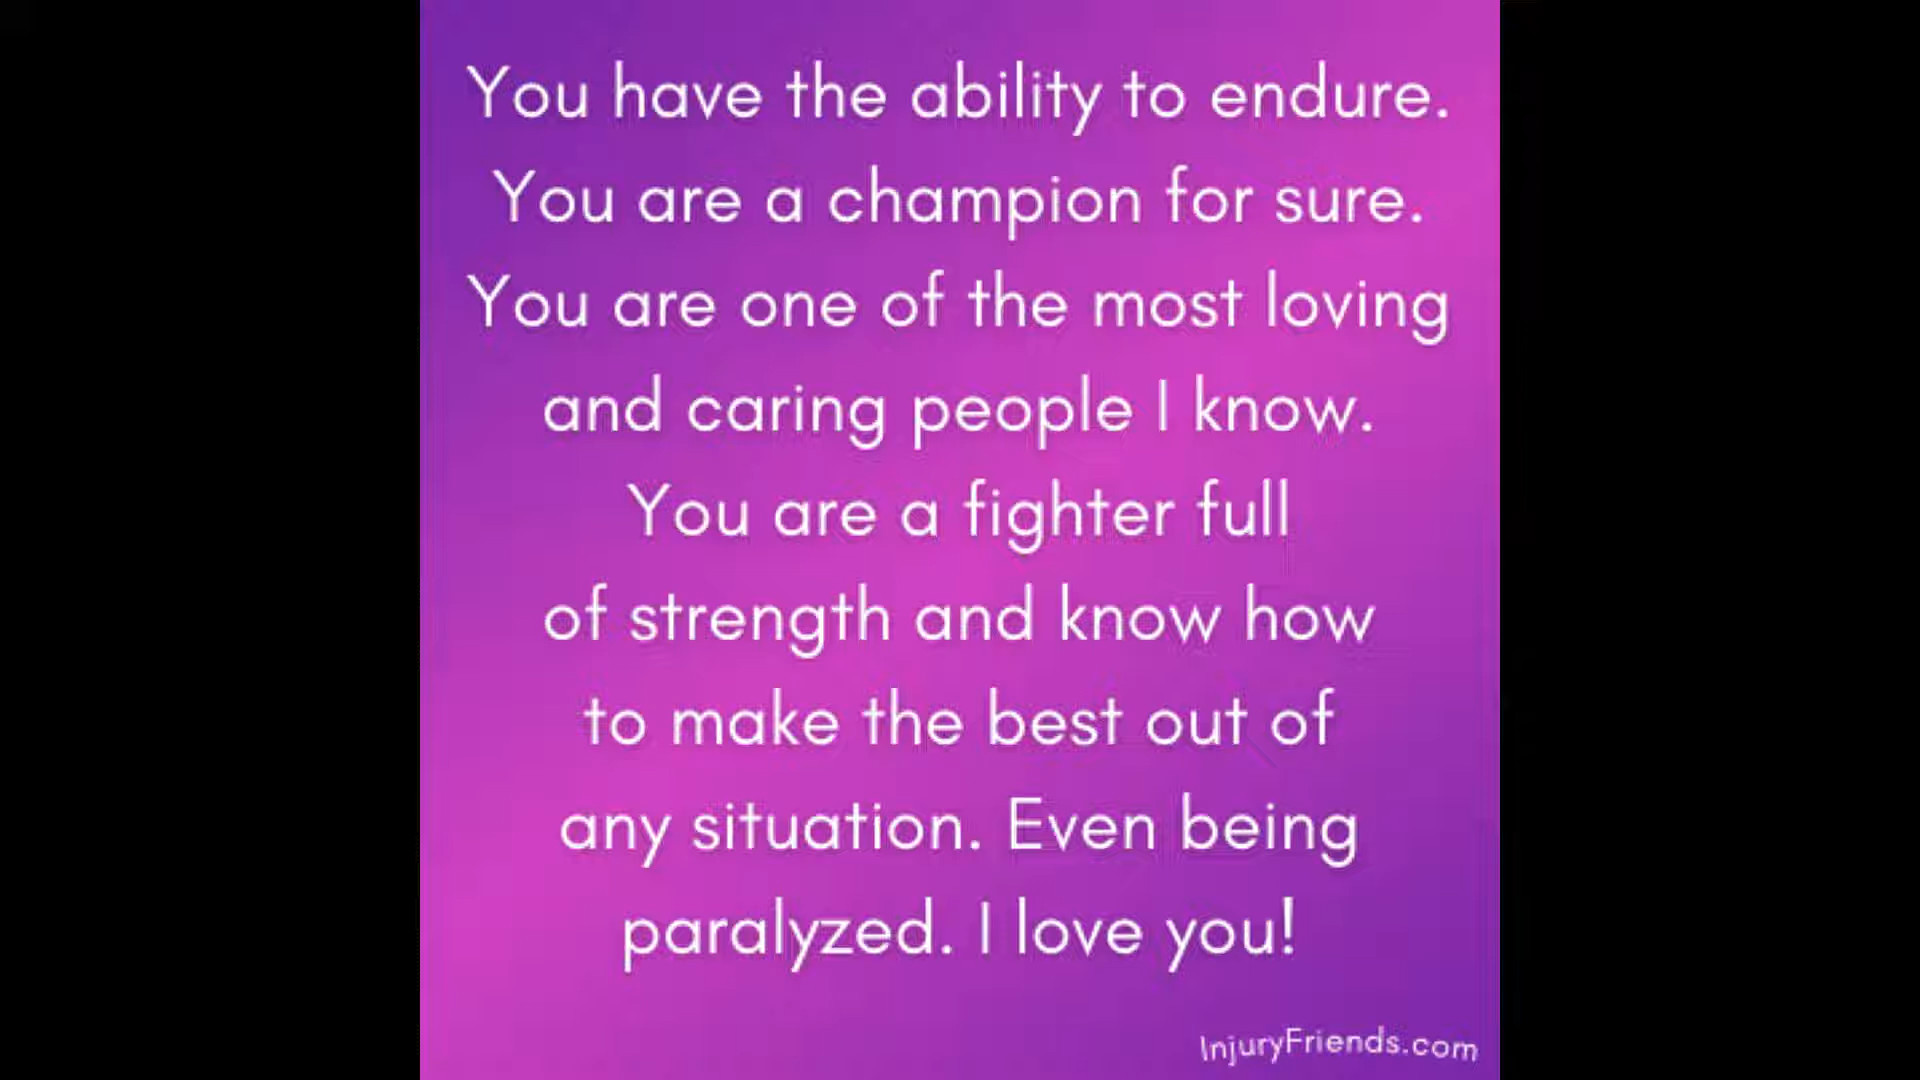 You have the ability to endure.
You are a champion for sure.
You are one of the most loving
and caring people I know.
You are a fighter full
of strength and know how
to make the best out of
any situation. Even being
paralyzed. I love you!
InjuryFriends.com